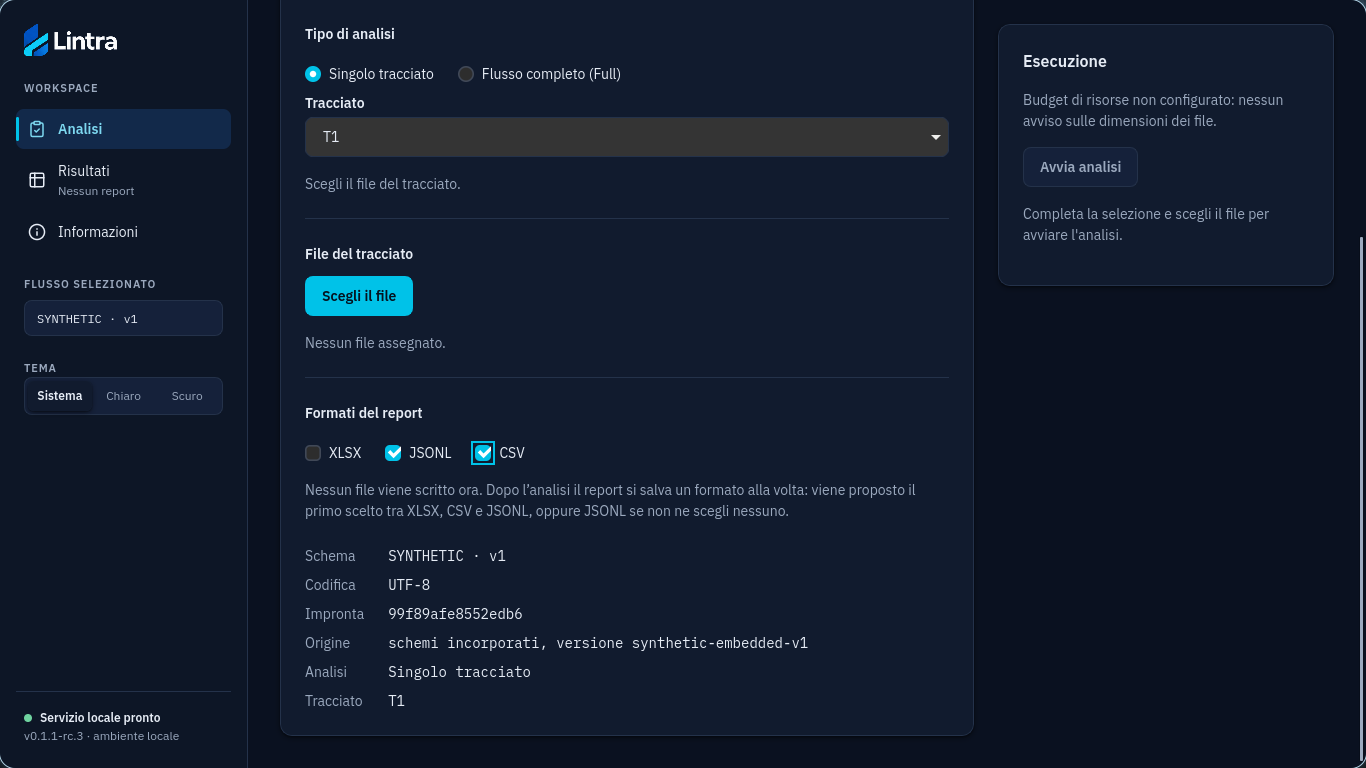 Lintra
WORKSPACE
Analisi
Risultati
Nessun report
Informazioni
FLUSSO SELEZIONATO
SYNTHETIC · v1
TEMA
Sistema
Chiaro
Scuro
Servizio locale pronto
v0.1.1-rc.3 · ambiente locale
Tipo di analisi
Singolo tracciato
Flusso completo (Full)
Tracciato
T1
Scegli il file del tracciato.
File del tracciato
Scegli il file
Nessun file assegnato.
Formati del report
XLSX
JSONL
CSV
Nessun file viene scritto ora. Dopo l’analisi il report si salva un formato alla volta: viene proposto il
primo scelto tra XLSX, CSV e JSONL, oppure JSONL se non ne scegli nessuno.
Schema SYNTHETIC · v1
Codifica UTF-8
Impronta 99f89afe8552edb6
Origine schemi incorporati, versione synthetic-embedded-v1
Analisi Singolo tracciato
Tracciato T1
Esecuzione
Budget di risorse non configurato: nessun
avviso sulle dimensioni dei file.
Avvia analisi
Completa la selezione e scegli il file per
avviare l'analisi.